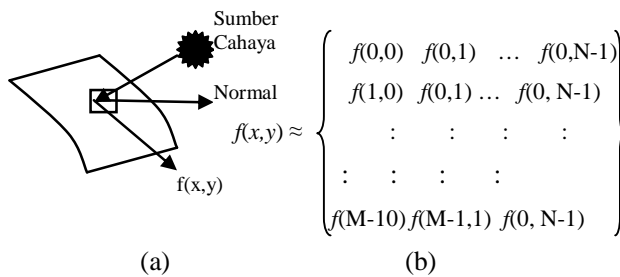 Sumber
Cahaya
Normal
f(x,y)
(a)
f(x,y) ≈
f(0,0) f(0,1) … f(0,N-1)
f(1,0) f(0,1) … f(0, N-1)
: : : :
: : : :
f(M-10) f(M-1,1) f(0, N-1)
(b)